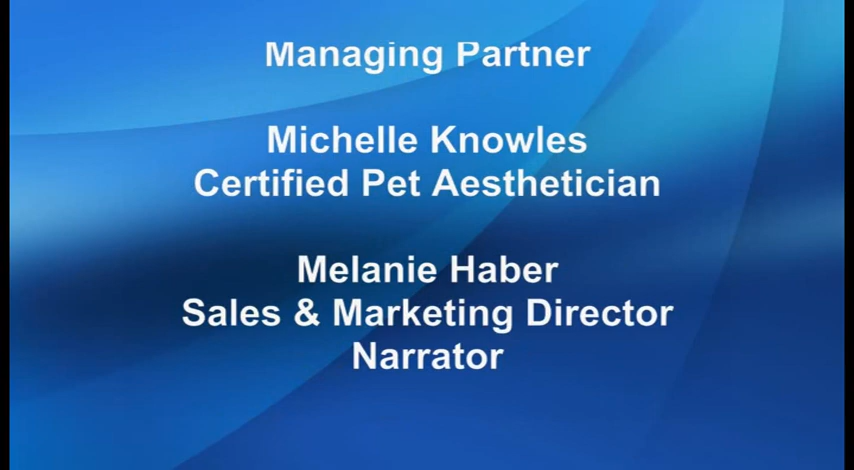 Managing Partner
Michelle Knowles
Certified Pet Aesthetician
Melanie Haber
Sales & Marketing Director
Narrator